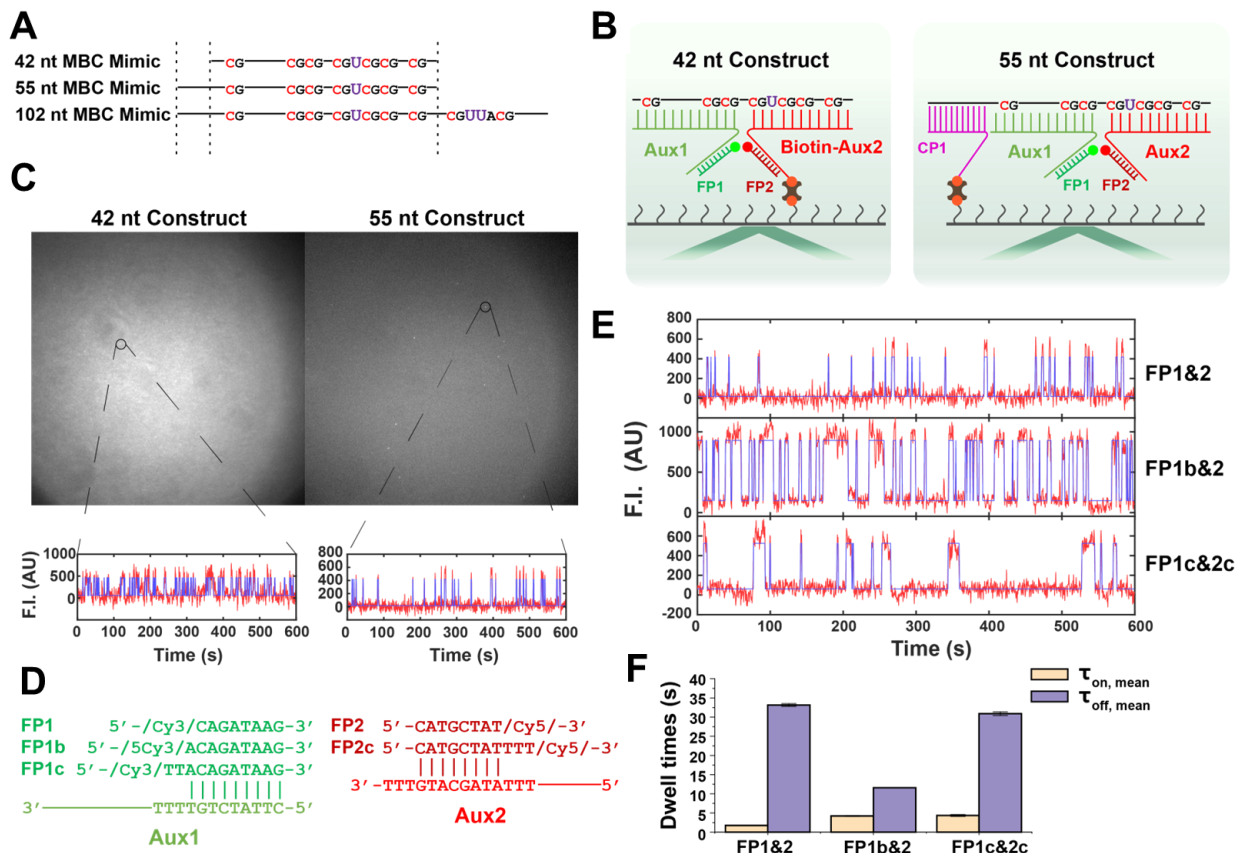 A
42 nt MBC Mimic CG CGCG CGUCGCG CG
55 nt MBC Mimic CG CGCG CGUCGCG CG
102 nt MBC Mimic CG CGCG CGUCGCG CG CGUUACG
B
42 nt Construct
CG CGCG CGUCGCG CG
Aux1 Biotin-Aux2
FP1 FP2
55 nt Construct
CG CGCG CGUCGCG CG
CP1 Aux1 Aux2
FP1 FP2
C
42 nt Construct 55 nt Construct
F.I. (AU)
1000
500
0
0 100 200 300 400 500 600
Time (s)
800
600
400
200
0
0 100 200 300 400 500 600
Time (s)
D
FP1 5'-/Cy3/CAGATAAG-3'
FP1b 5'-/5Cy3/ACAGATAAG-3'
FP1c 5'-/Cy3/TTACAGATAAG-3'
3' TTTTGTCTATTC-5'
Aux1
FP2 5'-CATGCTAT/Cy5/-3'
FP2c 5'-CATGCTATTTT/Cy5/-3'
3'-TTTGTACGATATTT 5'
Aux2
E
F.I. (AU)
800
600
400
200
0
FP1&2
1000
500
0
FP1b&2
600
400
200
0
-200
FP1c&2c
0 100 200 300 400 500 600
Time (s)
F
Dwell times (s)
40
35
30
25
20
15
10
5
0
FP1&2 FP1b&2 FP1c&2c
τon, mean
τoff, mean